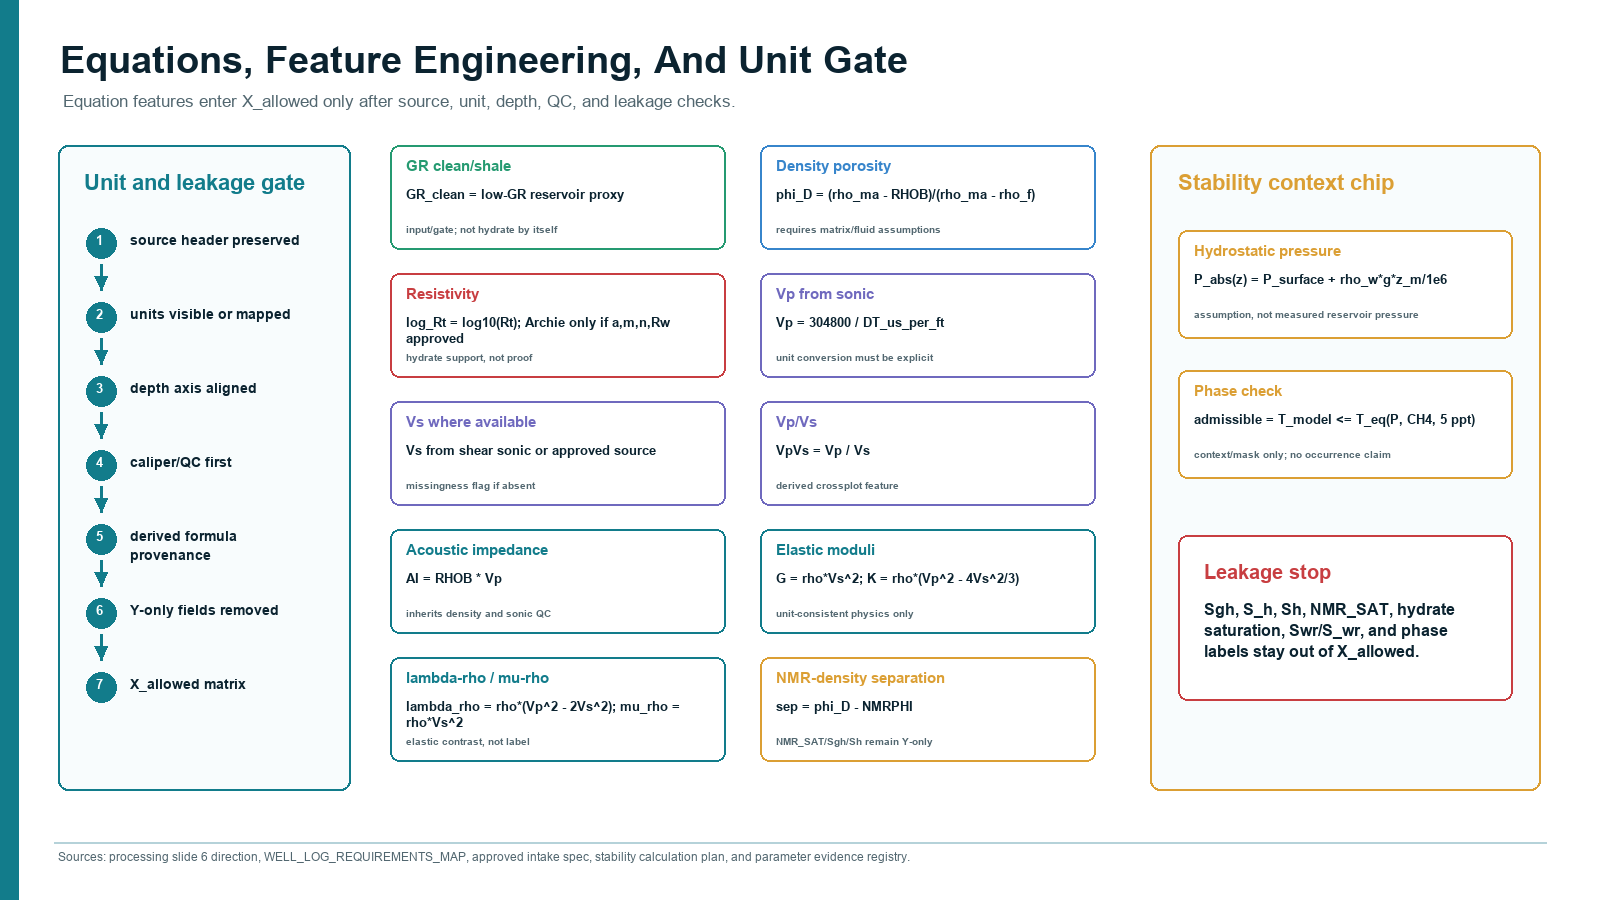 Equations, Feature Engineering, And Unit Gate
Equation features enter X_allowed only after source, unit, depth, QC, and leakage checks.
Unit and leakage gate
1 source header preserved
2 units visible or mapped
3 depth axis aligned
4 caliper/QC first
5 derived formula
provenance
6 Y-only fields removed
7 X_allowed matrix
GR clean/shale
GR_clean = low-GR reservoir proxy
input/gate; not hydrate by itself
Density porosity
phi_D = (rho_ma - RHOB)/(rho_ma - rho_f)
requires matrix/fluid assumptions
Resistivity
log_Rt = log10(Rt); Archie only if a,m,n,Rw
approved
hydrate support, not proof
Vp from sonic
Vp = 304800 / DT_us_per_ft
unit conversion must be explicit
Vs where available
Vs from shear sonic or approved source
missingness flag if absent
Vp/Vs
VpVs = Vp / Vs
derived crossplot feature
Acoustic impedance
AI = RHOB * Vp
inherits density and sonic QC
Elastic moduli
G = rho*Vs^2; K = rho*(Vp^2 - 4Vs^2/3)
unit-consistent physics only
lambda-rho / mu-rho
lambda_rho = rho*(Vp^2 - 2Vs^2); mu_rho =
rho*Vs^2
elastic contrast, not label
NMR-density separation
sep = phi_D - NMRPHI
NMR_SAT/Sgh/Sh remain Y-only
Stability context chip
Hydrostatic pressure
P_abs(z) = P_surface + rho_w*g*z_m/1e6
assumption, not measured reservoir pressure
Phase check
admissible = T_model <= T_eq(P, CH4, 5 ppt)
context/mask only; no occurrence claim
Leakage stop
Sgh, S_h, Sh, NMR_SAT, hydrate
saturation, Swr/S_wr, and phase
labels stay out of X_allowed.
Sources: processing slide 6 direction, WELL_LOG_REQUIREMENTS_MAP, approved intake spec, stability calculation plan, and parameter evidence registry.